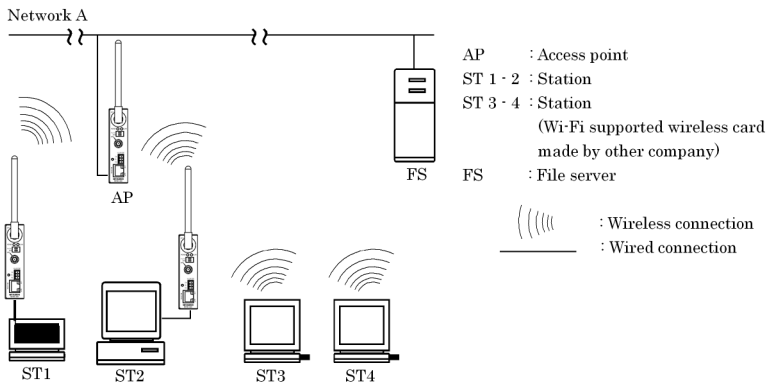 Network A
AP : Access point
ST 1 - 2 : Station
ST 3 - 4 : Station
(Wi-Fi supported wireless card
made by other company)
FS : File server
: Wireless connection
: Wired connection
AP
FS
ST1
ST2
ST3
ST4